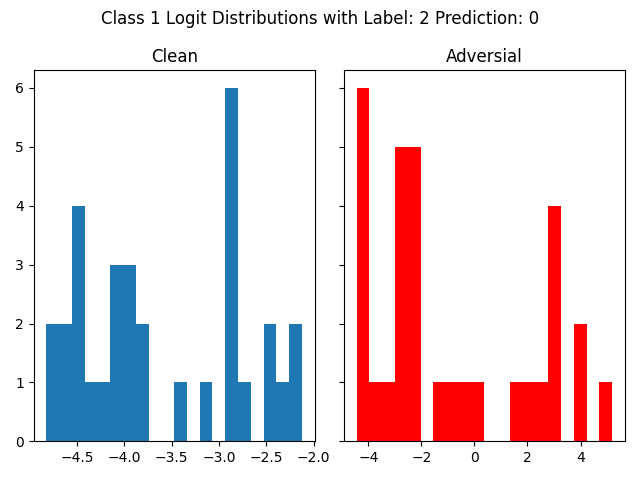 Class 1 Logit Distributions with Label: 2 Prediction: 0
Clean
Adversial
6
5
4
3
2
1
0
−4.5 −4.0 −3.5 −3.0 −2.5 −2.0
−4 −2 0 2 4